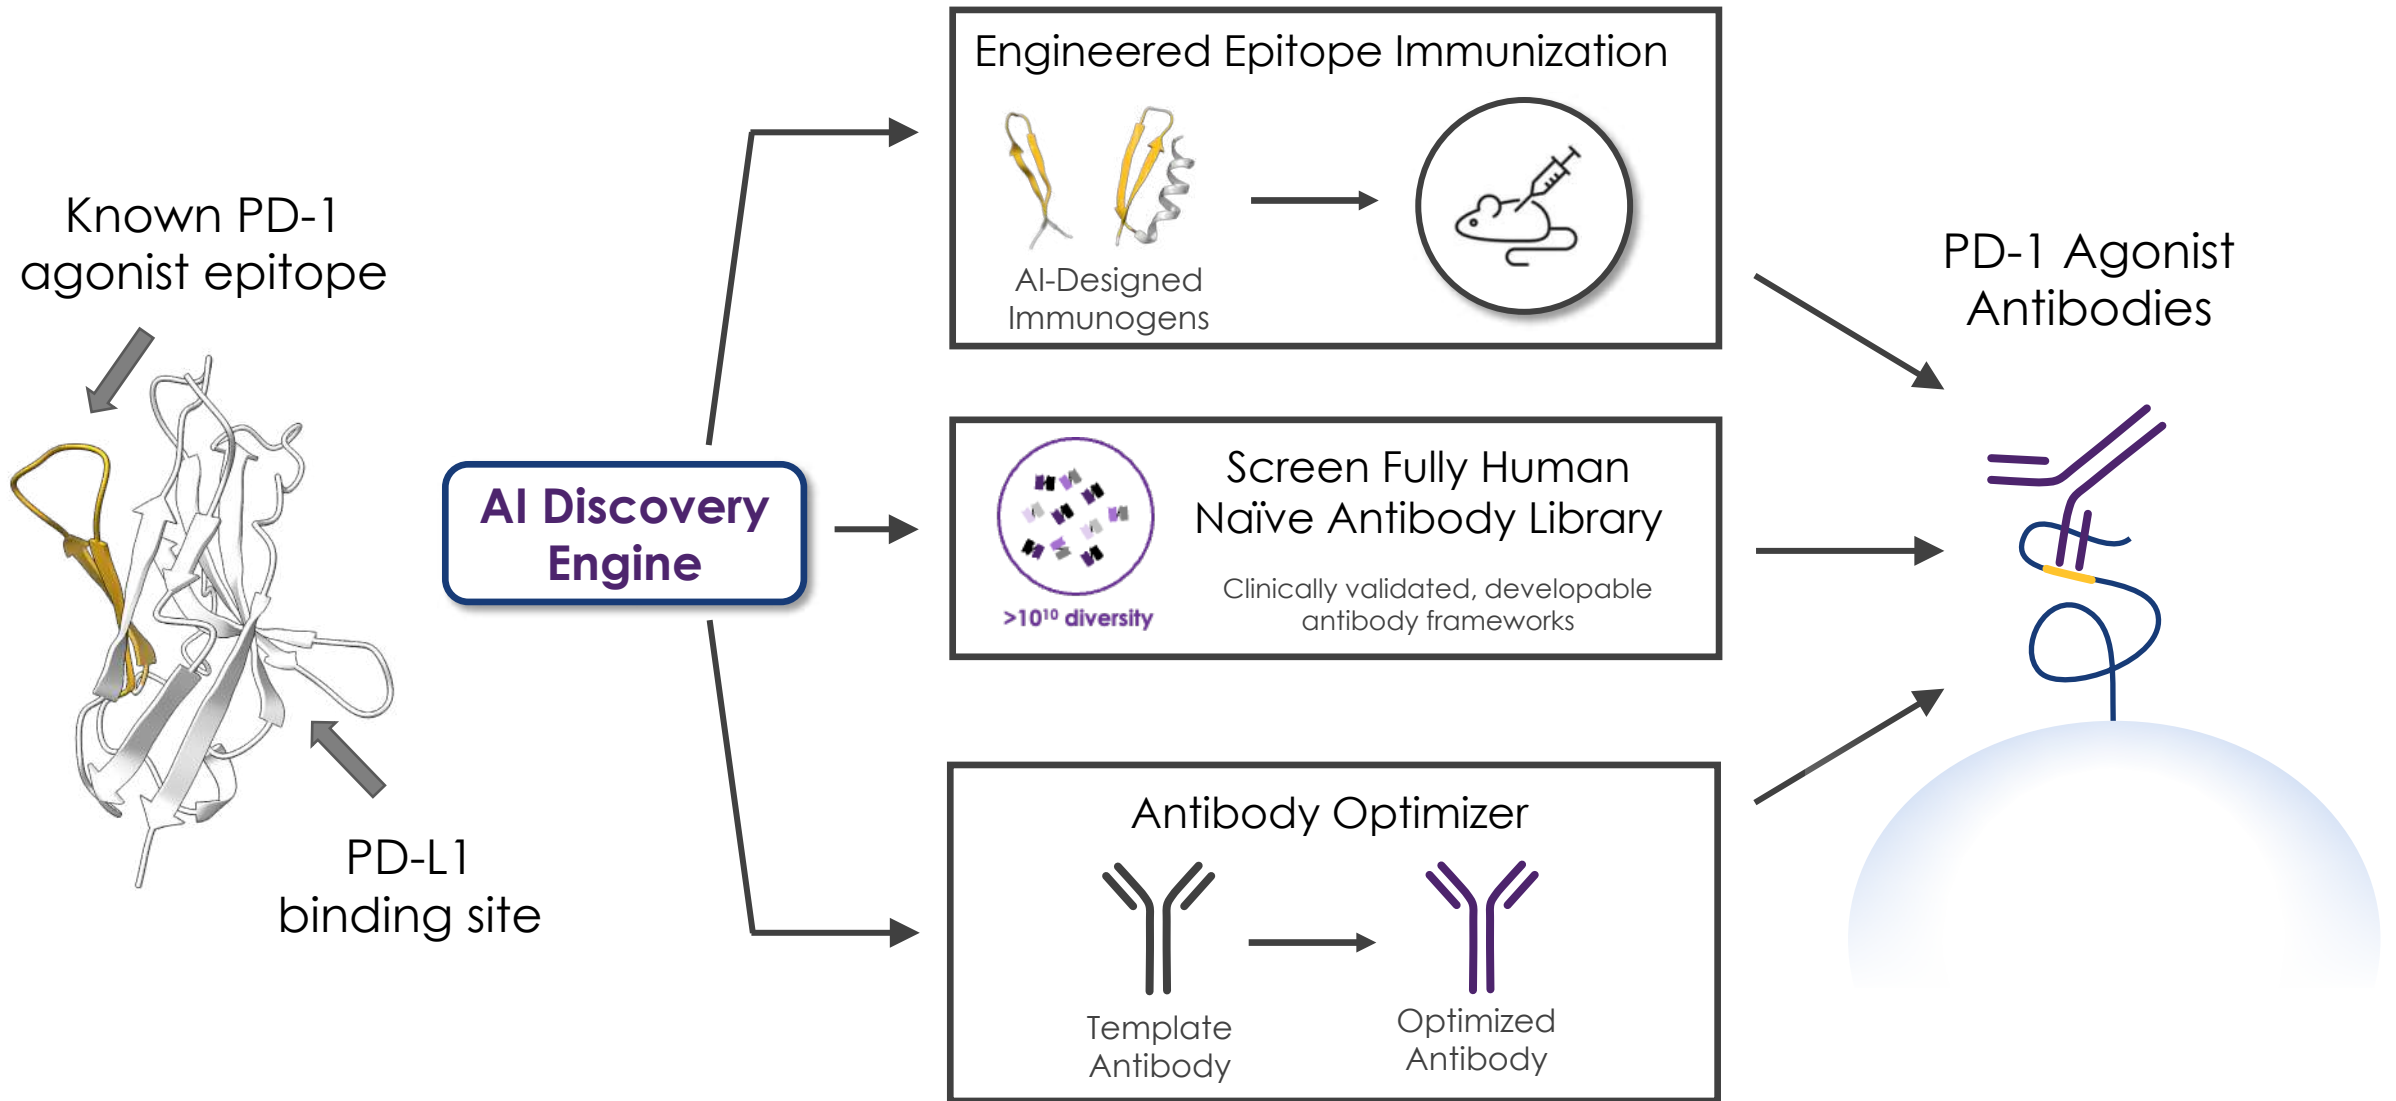 Known PD-1
agonist epitope
PD-L1
binding site
AI Discovery
Engine
Engineered Epitope Immunization
AI-Designed
Immunogens
Screen Fully Human
Naïve Antibody Library
Clinically validated, developable
antibody frameworks
>10¹⁰ diversity
Antibody Optimizer
Template
Antibody
Optimized
Antibody
PD-1 Agonist
Antibodies